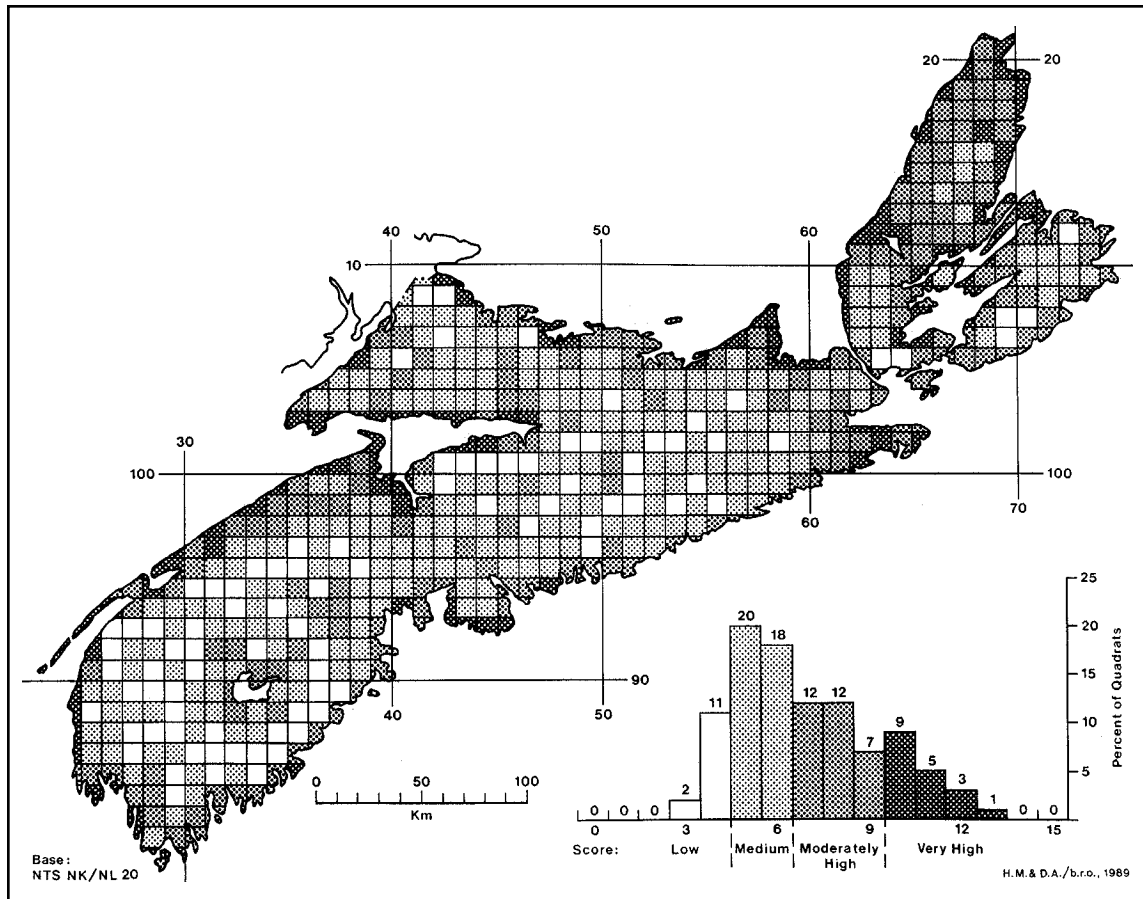 20 20
40 50 60
10
30
100 100
60 70
90
40 50
0 50 100
Km
25
20
15
10
5
Percent of Quadrats
0 0 0 2 11 20 18 12 12 7 9 5 3 1 0 0
0 3 6 9 12 15
Score: Low Medium Moderately High Very High
Base:
NTS NK/NL 20
H.M.& D.A./b.r.o., 1989